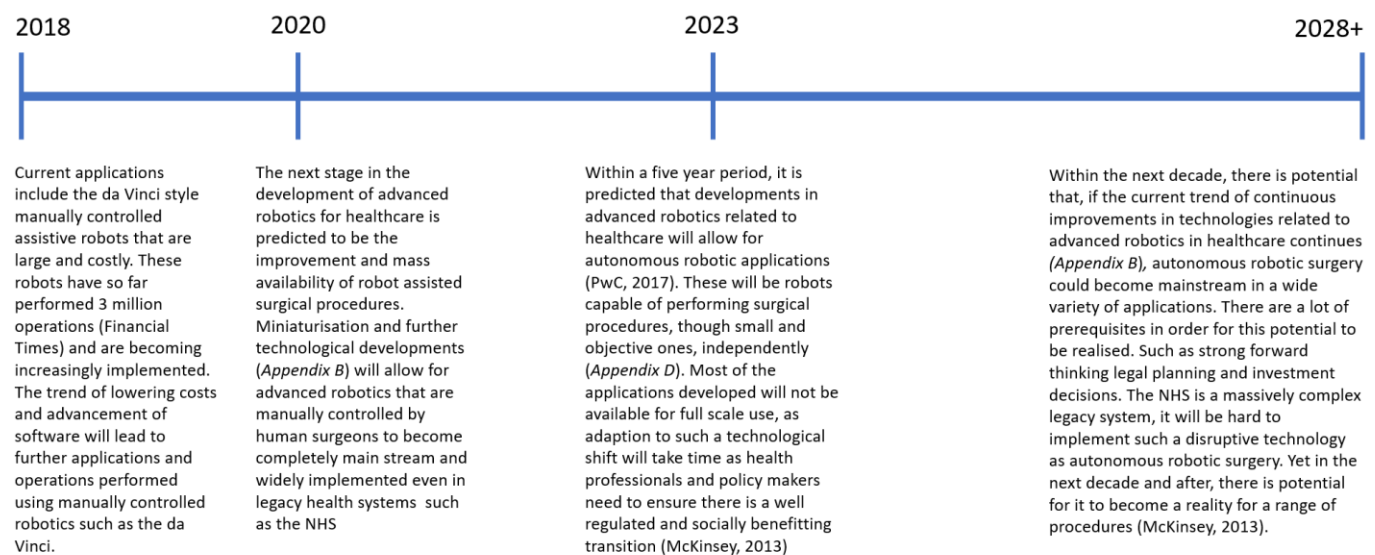 2018
2020
2023
2028+
Current applications
include the da Vinci style
manually controlled
assistive robots that are
large and costly. These
robots have so far
performed 3 million
operations (Financial
Times) and are becoming
increasingly implemented.
The trend of lowering costs
and advancement of
software will lead to
further applications and
operations performed
using manually controlled
robotics such as the da
Vinci.
The next stage in the
development of advanced
robotics for healthcare is
predicted to be the
improvement and mass
availability of robot assisted
surgical procedures.
Miniaturisation and further
technological developments
(Appendix B) will allow for
advanced robotics that are
manually controlled by
human surgeons to become
completely main stream and
widely implemented even in
legacy health systems such
as the NHS
Within a five year period, it is
predicted that developments in
advanced robotics related to
healthcare will allow for
autonomous robotic applications
(PwC, 2017). These will be robots
capable of performing surgical
procedures, though small and
objective ones, independently
(Appendix D). Most of the
applications developed will not be
available for full scale use, as
adaption to such a technological
shift will take time as health
professionals and policy makers
need to ensure there is a well
regulated and socially benefitting
transition (McKinsey, 2013)
Within the next decade, there is potential
that, if the current trend of continuous
improvements in technologies related to
advanced robotics in healthcare continues
(Appendix B), autonomous robotic surgery
could become mainstream in a wide
variety of applications. There are a lot of
prerequisites in order for this potential to
be realised. Such as strong forward
thinking legal planning and investment
decisions. The NHS is a massively complex
legacy system, it will be hard to
implement such a disruptive technology
as autonomous robotic surgery. Yet in the
next decade and after, there is potential
for it to become a reality for a range of
procedures (McKinsey, 2013).